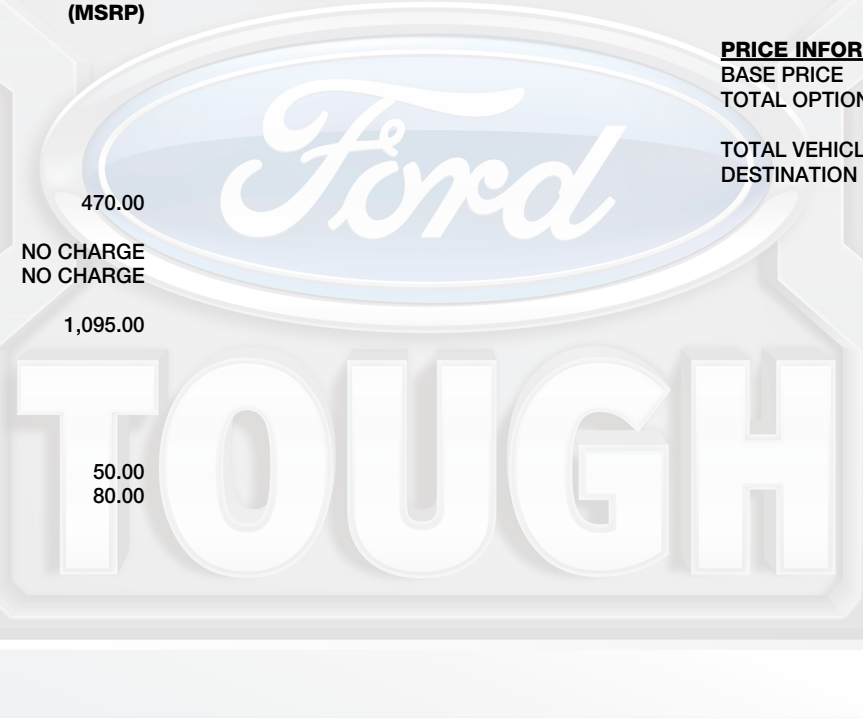 (MSRP)
470.00
NO CHARGE
NO CHARGE
1,095.00
50.00
80.00
PRICE INFOR
BASE PRICE
TOTAL OPTION
TOTAL VEHICL
DESTINATION
Ford
TOUGH